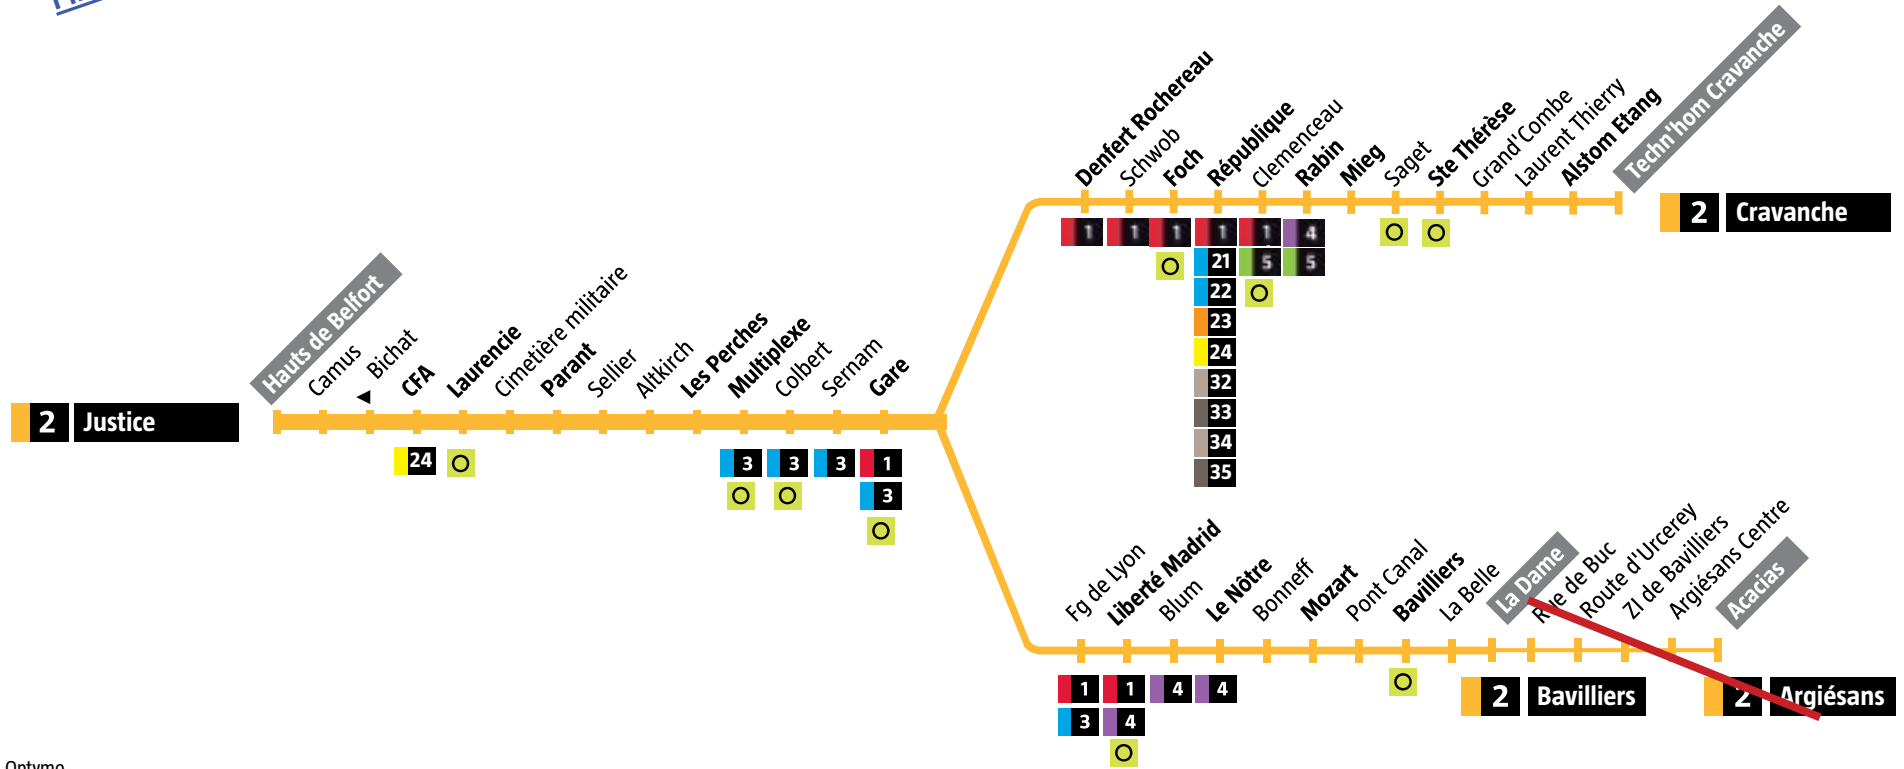 2 Justice
Hauts de Belfort
Camus
Bichat
CFA
Laurencie
Cimetière militaire
Parant
Sellier
Altkirch
Les Perches
Multiplexe
Colbert
Sernam
Gare
24
3
3
3
1
3
Denfert Rochereau
Schwob
Foch
République
Clemenceau
Rabin
Mieg
Saget
Ste Thérèse
Grand'Combe
Laurent Thierry
Alstom Etang
Techn'hom Cravanche
2 Cravanche
1
1
1
1
1
4
21
5
5
22
23
24
32
33
34
35
Fg de Lyon
Liberté Madrid
Blum
Le Nôtre
Bonneff
Mozart
Pont Canal
Bavilliers
La Belle
La Dame
Rue de Buc
Route d'Urcerey
ZI de Bavilliers
Argiésans Centre
Acacias
1
1
4
4
3
4
2 Bavilliers
2 Argiésans
Optymo